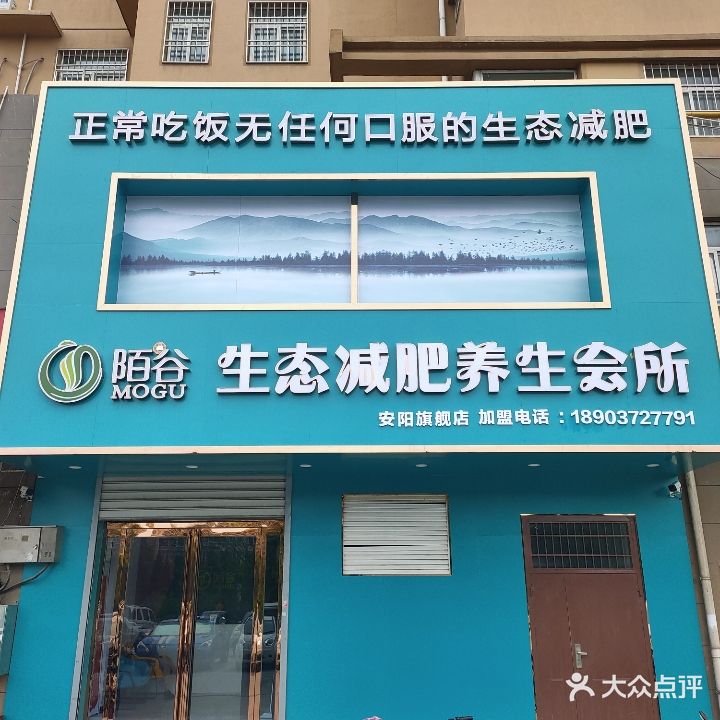 正常吃饭无任何口服的生态减肥
陌谷
MOGU
生态减肥养生会所
安阳旗舰店 加盟电话：18903727791
大众点评